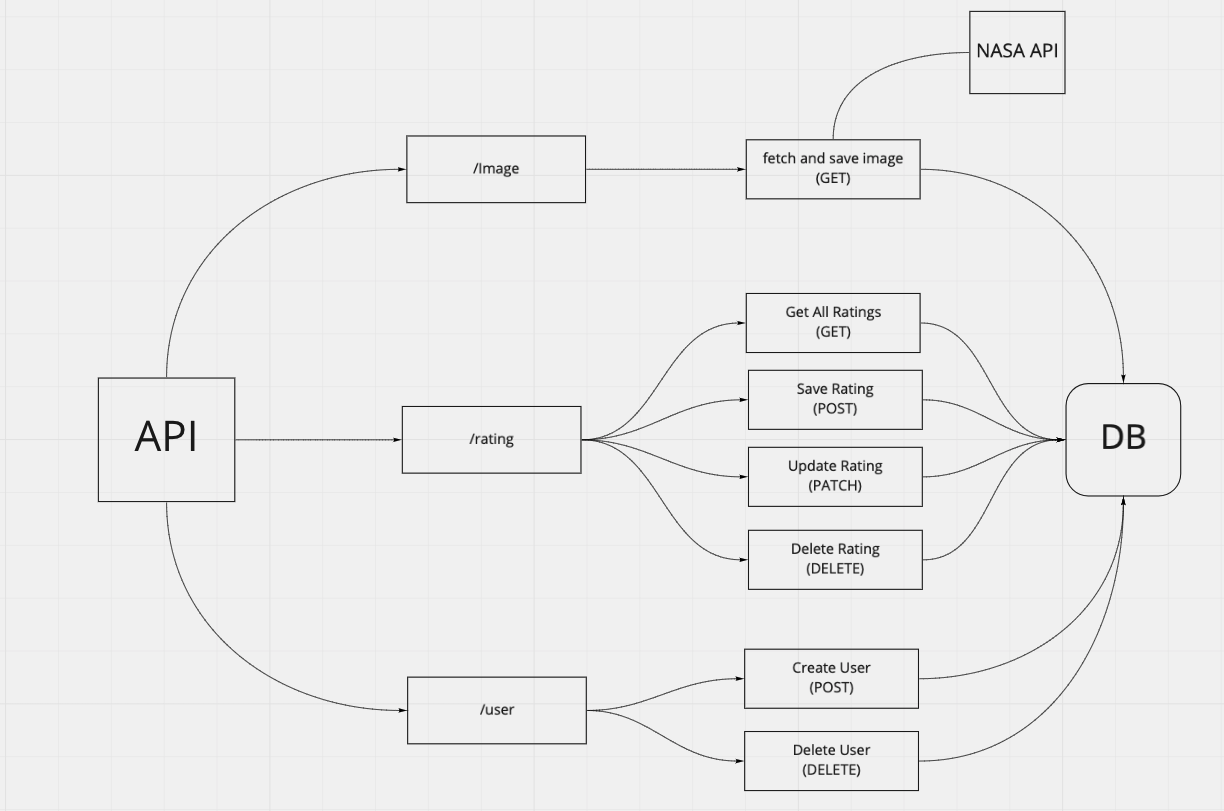 NASA API
/Image
fetch and save image
(GET)
Get All Ratings
(GET)
Save Rating
(POST)
API
/rating
DB
Update Rating
(PATCH)
Delete Rating
(DELETE)
Create User
(POST)
/user
Delete User
(DELETE)